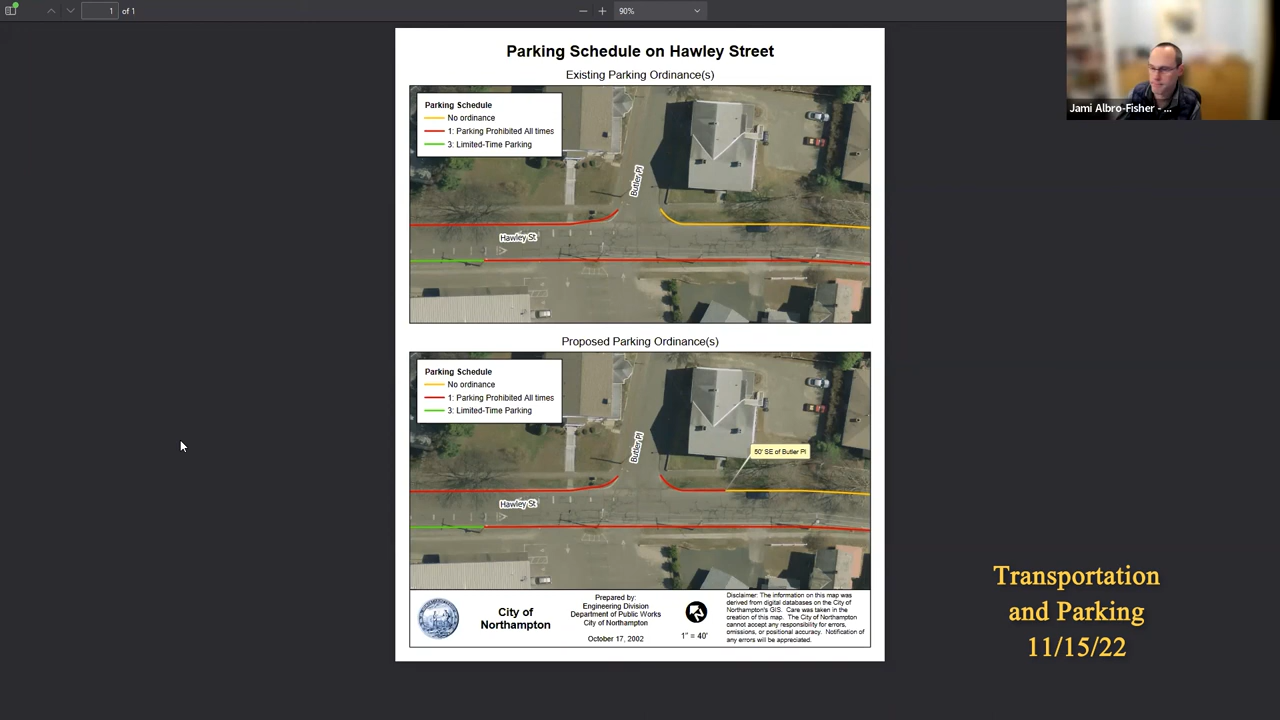 1 of 1
90%
Jami Albro-Fisher - ...
Parking Schedule on Hawley Street
Existing Parking Ordinance(s)
Parking Schedule
No ordinance
1: Parking Prohibited All times
3: Limited-Time Parking
Butler Pl
Hawley St
Proposed Parking Ordinance(s)
Parking Schedule
No ordinance
1: Parking Prohibited All times
3: Limited-Time Parking
Butler Pl
50' SE of Butler Pl
Hawley St
City of
Northampton
Prepared by:
Engineering Division
Department of Public Works
City of Northampton
October 17, 2002
1" = 40'
Disclaimer: The information on this map was
derived from digital databases on the City of
Northampton's GIS. Care was taken in the
creation of this map. The City of Northampton
cannot accept any responsibility for errors,
omissions, or positional accuracy. Notification of
any errors will be appreciated.
Transportation
and Parking
11/15/22